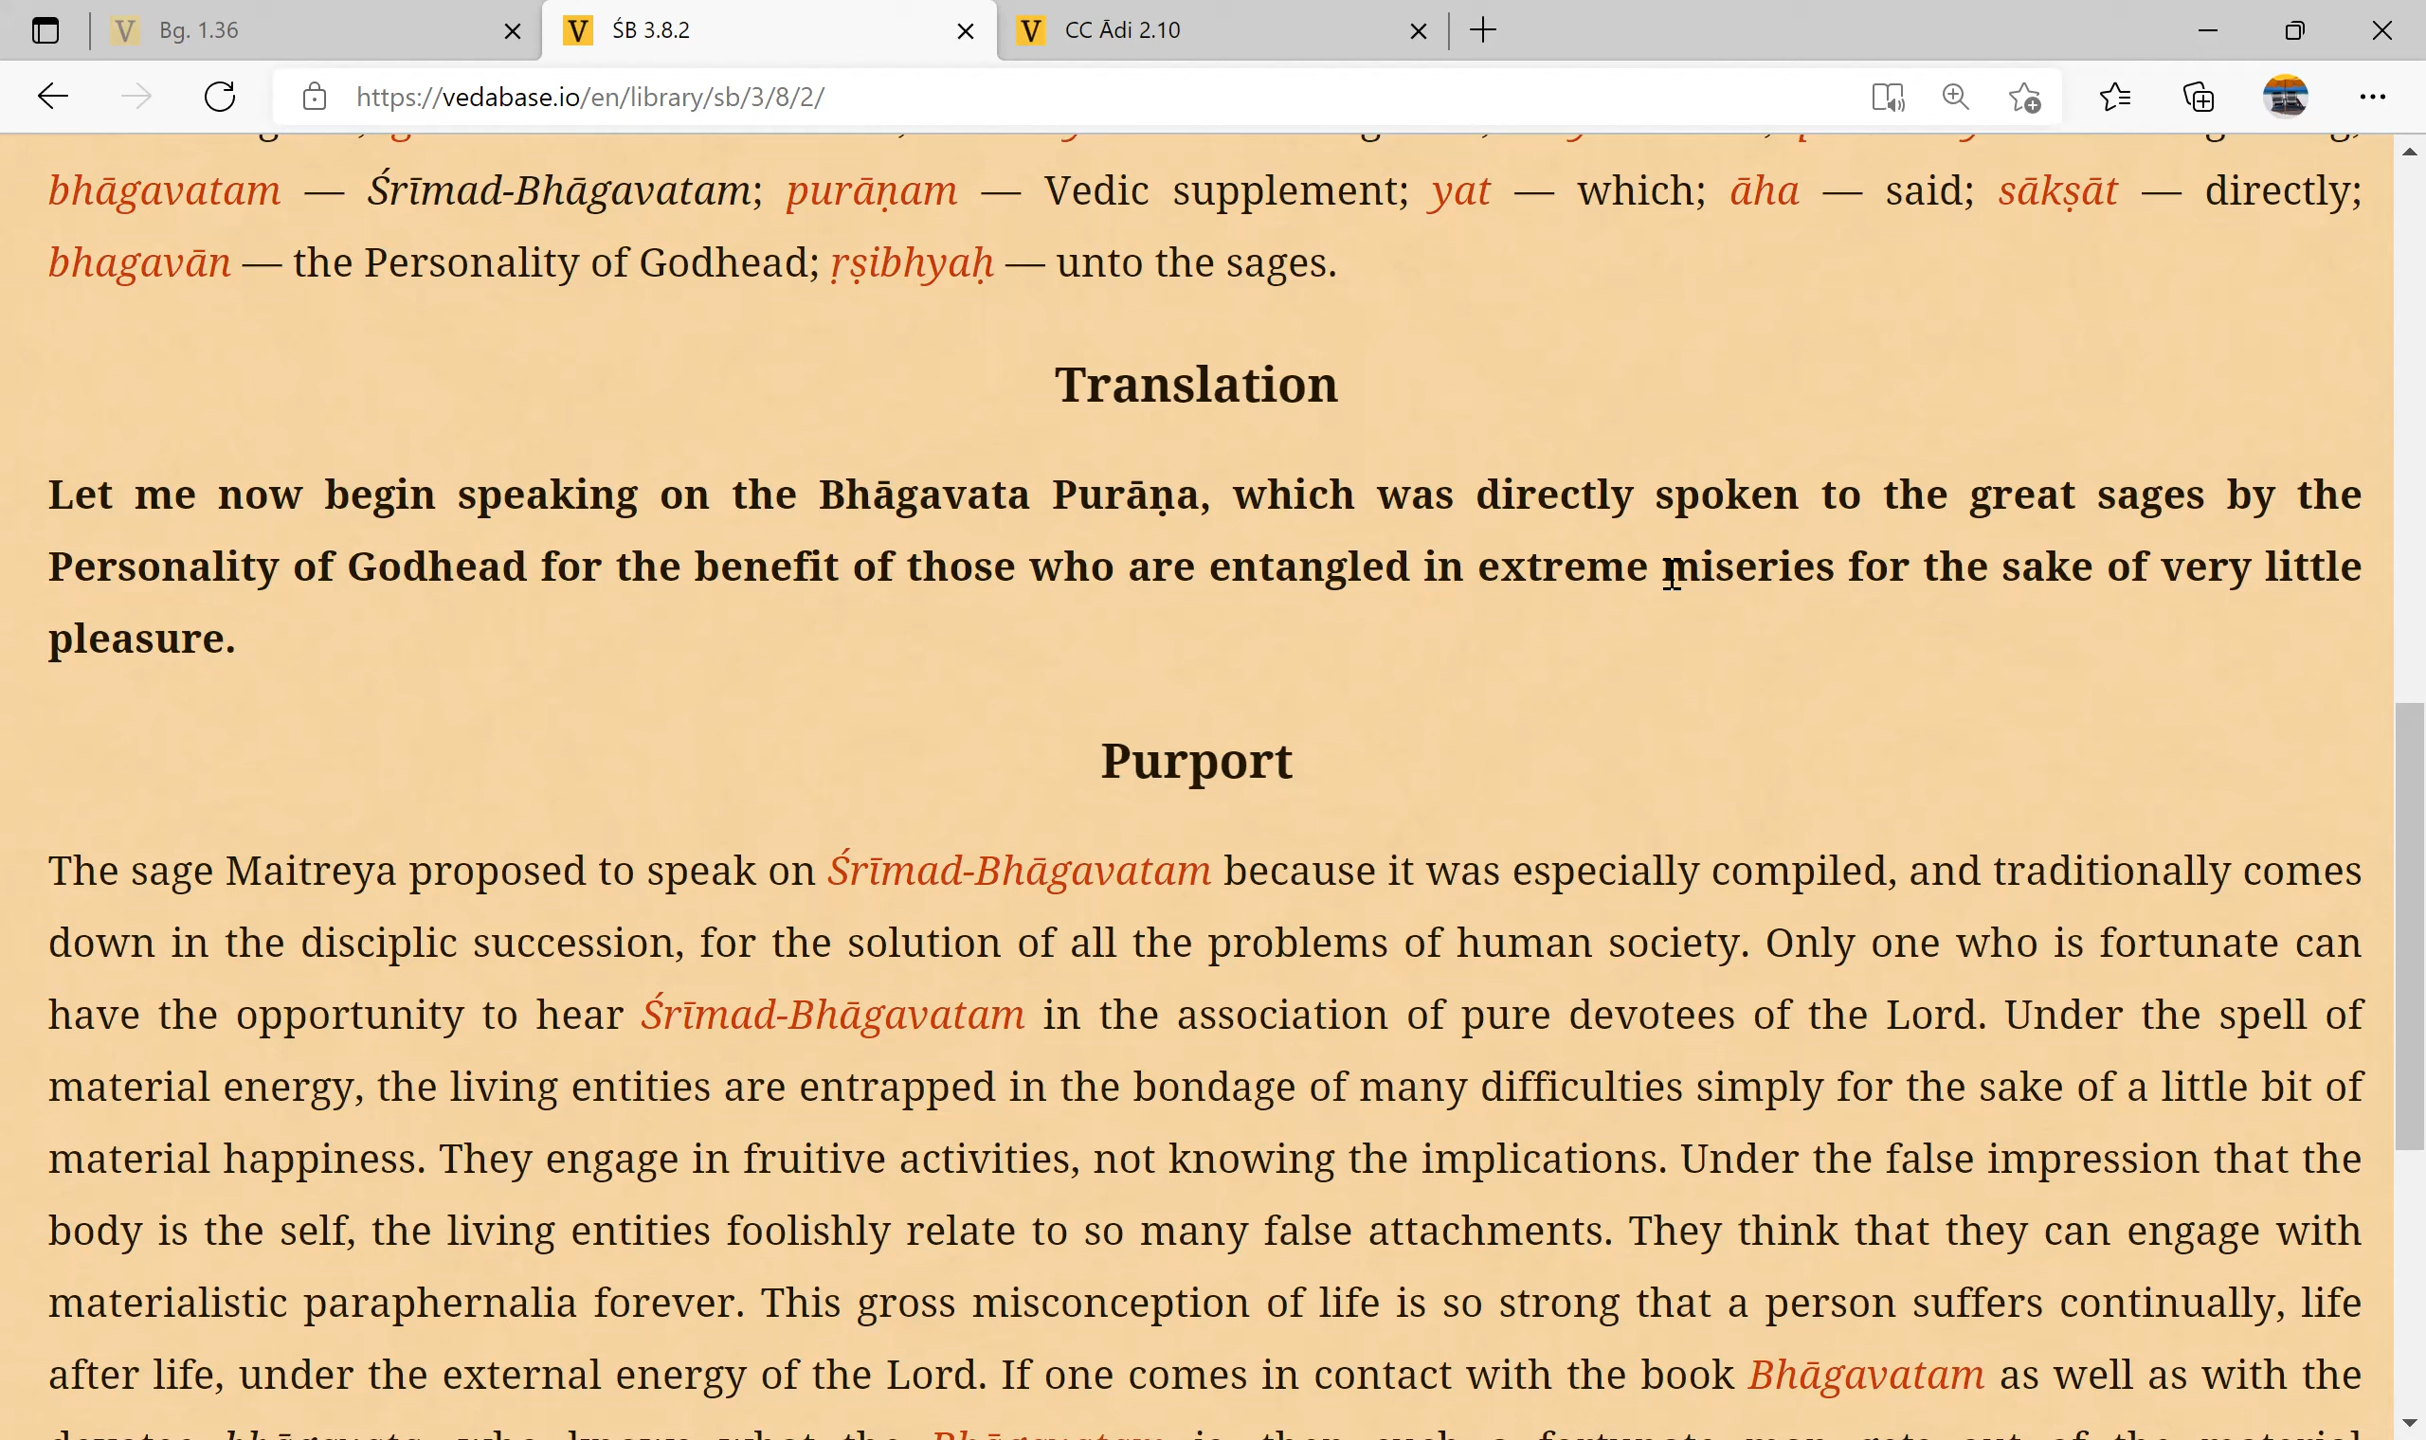 Bg. 1.36
ŚB 3.8.2
CC Ādi 2.10
https://vedabase.io/en/library/sb/3/8/2/
bhāgavatam — Śrīmad-Bhāgavatam; purāṇam — Vedic supplement; yat — which; āha — said; sākṣāt — directly;
bhagavān — the Personality of Godhead; ṛṣibhyaḥ — unto the sages.
Translation
Let me now begin speaking on the Bhāgavata Purāṇa, which was directly spoken to the great sages by the
Personality of Godhead for the benefit of those who are entangled in extreme miseries for the sake of very little
pleasure.
Purport
The sage Maitreya proposed to speak on Śrīmad-Bhāgavatam because it was especially compiled, and traditionally comes
down in the disciplic succession, for the solution of all the problems of human society. Only one who is fortunate can
have the opportunity to hear Śrīmad-Bhāgavatam in the association of pure devotees of the Lord. Under the spell of
material energy, the living entities are entrapped in the bondage of many difficulties simply for the sake of a little bit of
material happiness. They engage in fruitive activities, not knowing the implications. Under the false impression that the
body is the self, the living entities foolishly relate to so many false attachments. They think that they can engage with
materialistic paraphernalia forever. This gross misconception of life is so strong that a person suffers continually, life
after life, under the external energy of the Lord. If one comes in contact with the book Bhāgavatam as well as with the